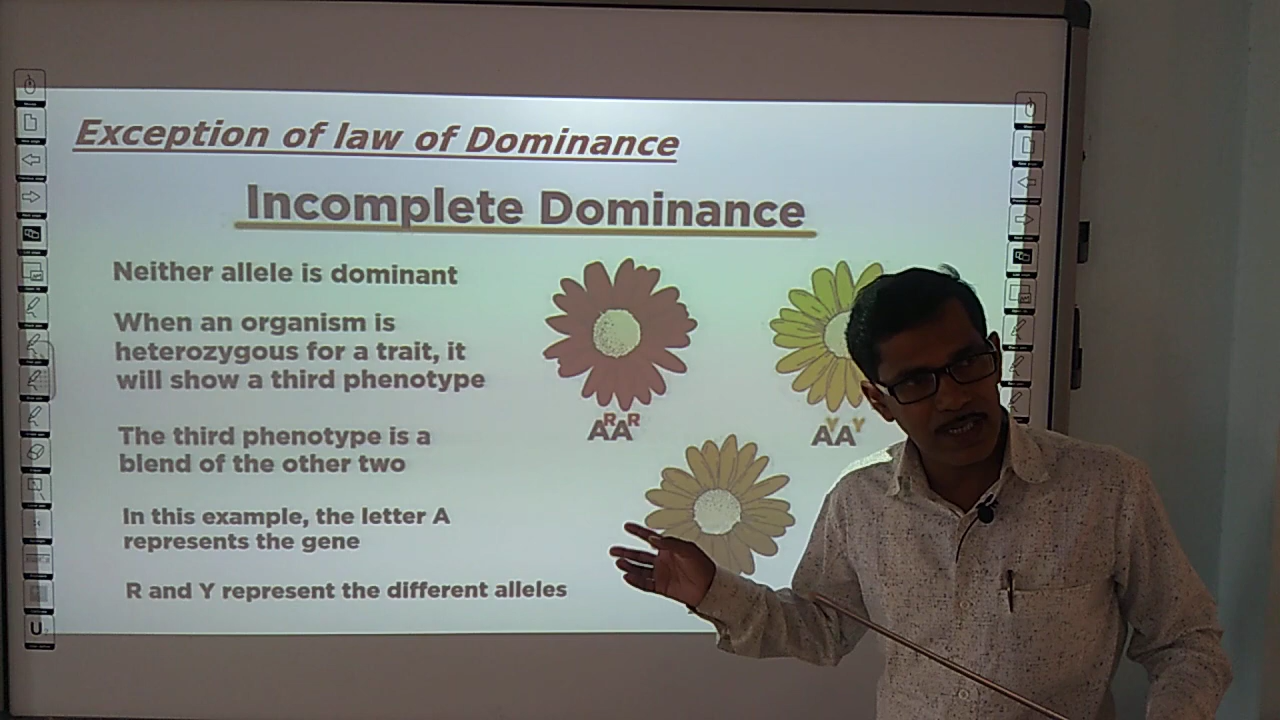 Exception of law of Dominance
Incomplete Dominance
Neither allele is dominant
When an organism is
heterozygous for a trait, it
will show a third phenotype
The third phenotype is a
blend of the other two
In this example, the letter A
represents the gene
R and Y represent the different alleles
AᴿAᴿ
AʸAʸ